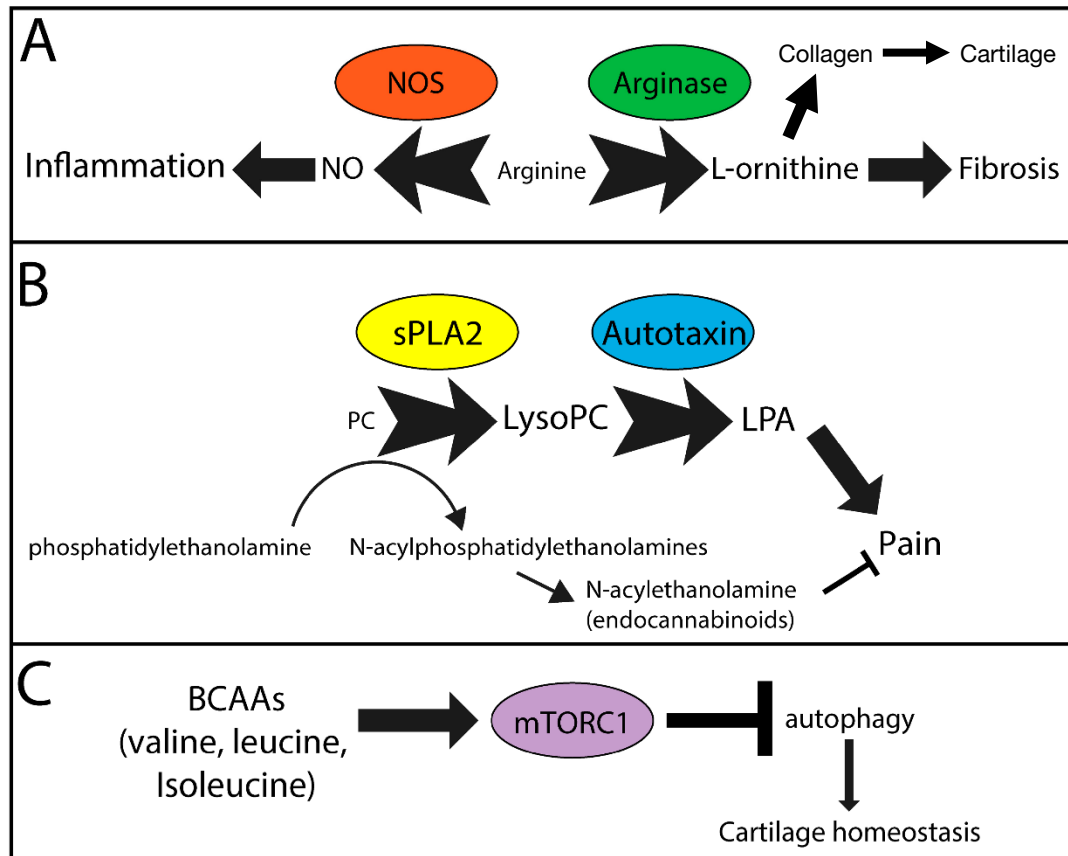 A
NOS
Arginase
Collagen
Cartilage
Inflammation
NO
Arginine
L-ornithine
Fibrosis
B
sPLA2
Autotaxin
PC
LysoPC
LPA
phosphatidylethanolamine
N-acylphosphatidylethanolamines
Pain
N-acylethanolamine
(endocannabinoids)
C
BCAAs
(valine, leucine,
Isoleucine)
mTORC1
autophagy
Cartilage homeostasis